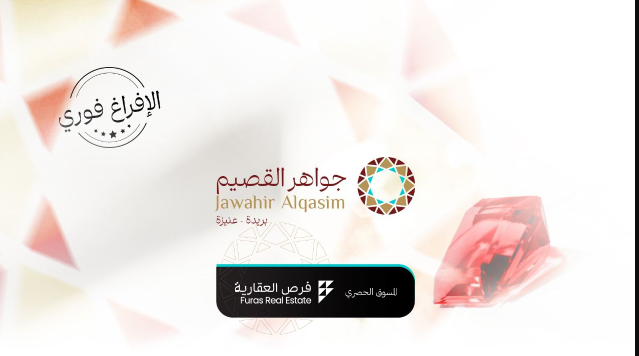 الإفراغ فوري
جواهر القصيم
Jawahir Alqasim
بريدة - عنيزة
المسوق الحصري
فرص العقارية
Furas Real Estate